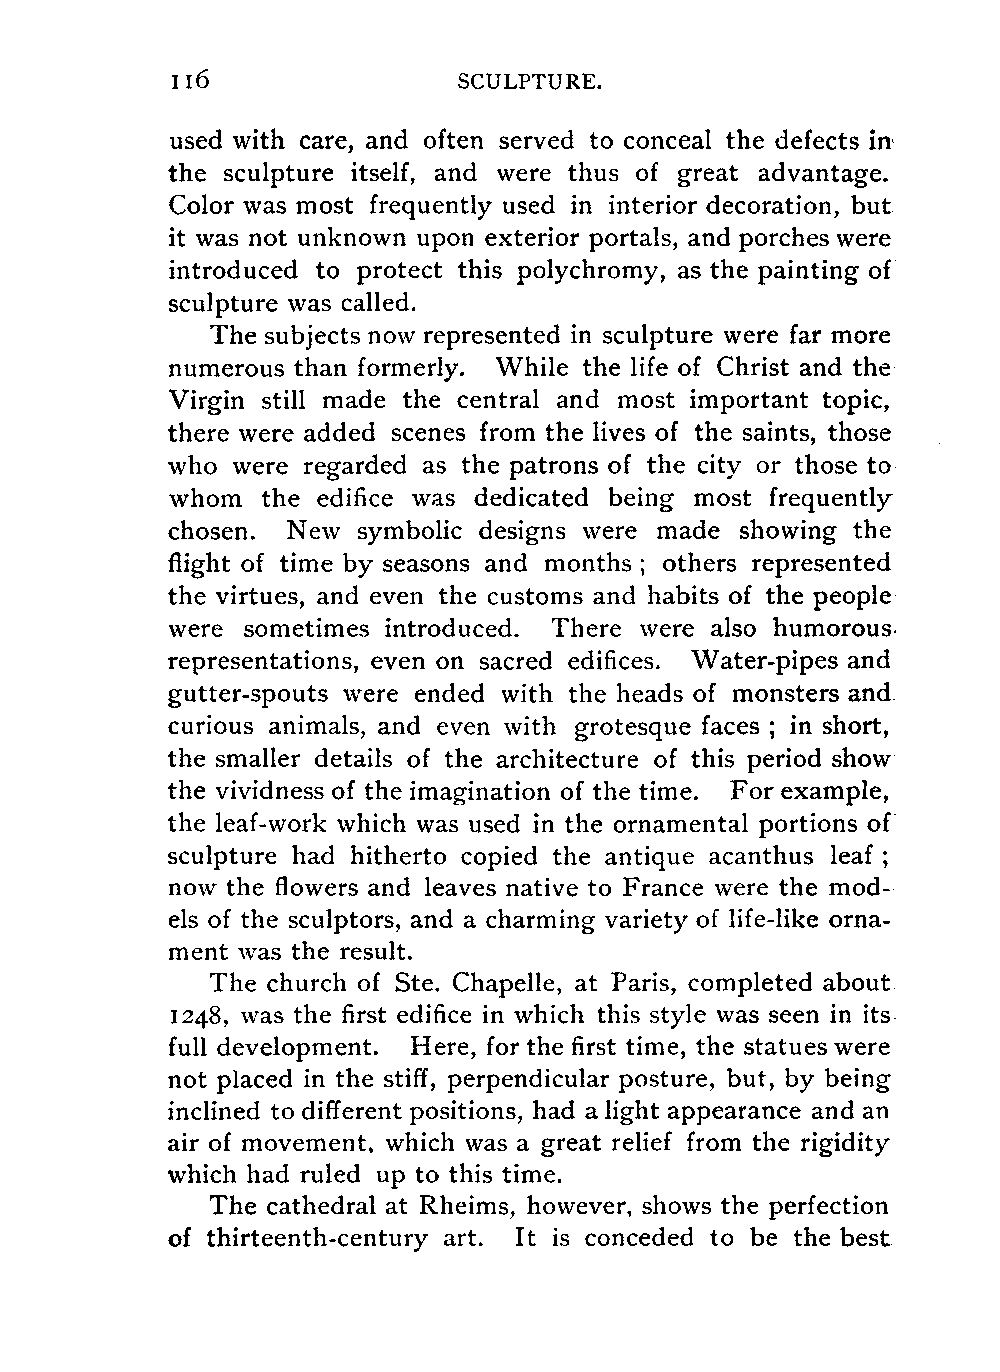 116 SCULPTURE.
used with care, and often served to conceal the defects in
the sculpture itself, and were thus of great advantage.
Color was most frequently used in interior decoration, but
it was not unknown upon exterior portals, and porches were
introduced to protect this polychromy, as the painting of
sculpture was called.
The subjects now represented in sculpture were far more
numerous than formerly. While the life of Christ and the
Virgin still made the central and most important topic,
there were added scenes from the lives of the saints, those
who were regarded as the patrons of the city or those to
whom the edifice was dedicated being most frequently
chosen. New symbolic designs were made showing the
flight of time by seasons and months ; others represented
the virtues, and even the customs and habits of the people
were sometimes introduced. There were also humorous
representations, even on sacred edifices. Water-pipes and
gutter-spouts were ended with the heads of monsters and
curious animals, and even with grotesque faces ; in short,
the smaller details of the architecture of this period show
the vividness of the imagination of the time. For example,
the leaf-work which was used in the ornamental portions of
sculpture had hitherto copied the antique acanthus leaf ;
now the flowers and leaves native to France were the mod-
els of the sculptors, and a charming variety of life-like orna-
ment was the result.
The church of Ste. Chapelle, at Paris, completed about
1248, was the first edifice in which this style was seen in its
full development. Here, for the first time, the statues were
not placed in the stiff, perpendicular posture, but, by being
inclined to different positions, had a light appearance and an
air of movement, which was a great relief from the rigidity
which had ruled up to this time.
The cathedral at Rheims, however, shows the perfection
of thirteenth-century art. It is conceded to be the best